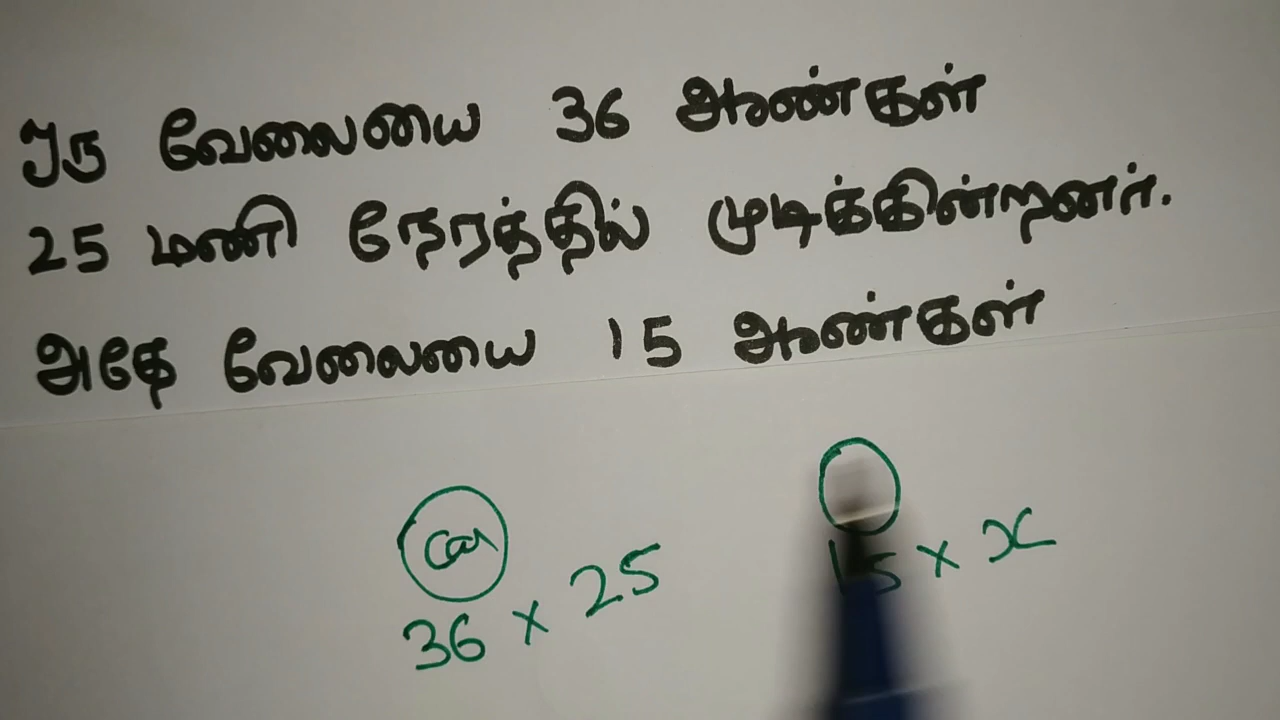 ஒரு வேலையை 36 ஆண்கள்
25 மணி நேரத்தில் முடிக்கின்றனர்.
அதே வேலையை 15 ஆண்கள்
36 × 25
15 × x